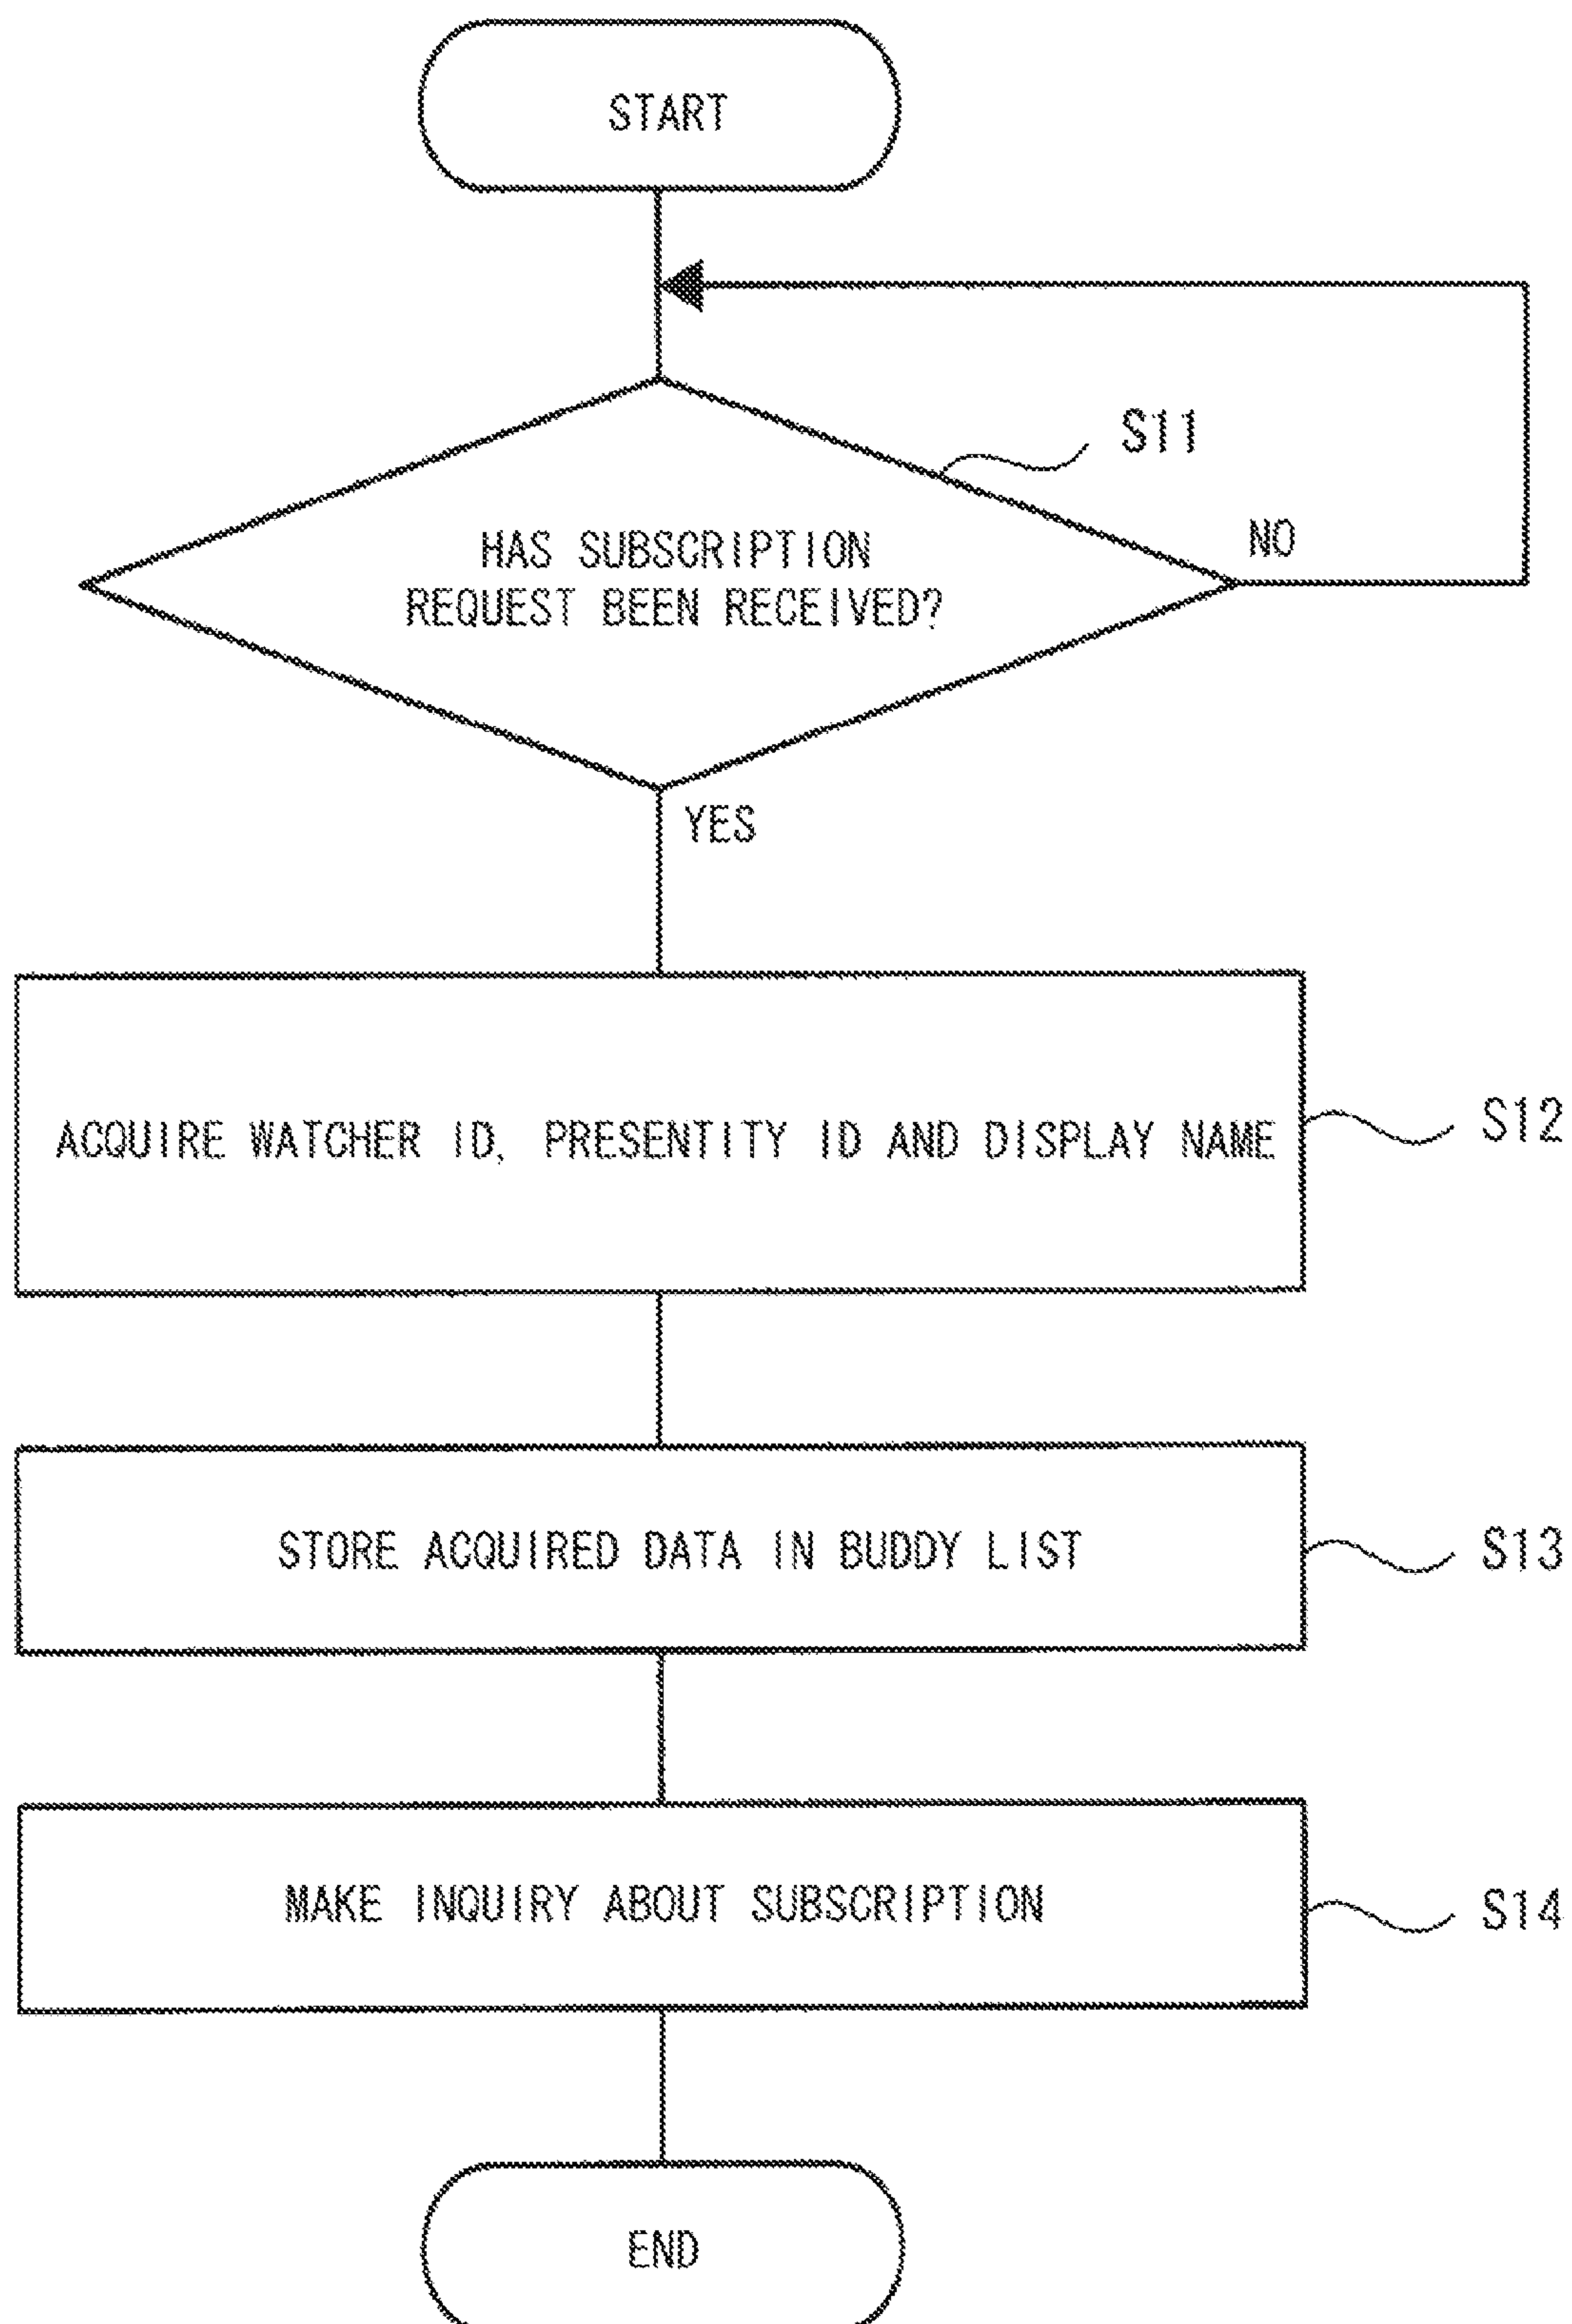 START
S11
HAS SUBSCRIPTION
REQUEST BEEN RECEIVED?
NO
YES
ACQUIRE WATCHER ID, PRESENTITY ID AND DISPLAY NAME
S12
STORE ACQUIRED DATA IN BUDDY LIST
S13
MAKE INQUIRY ABOUT SUBSCRIPTION
S14
END